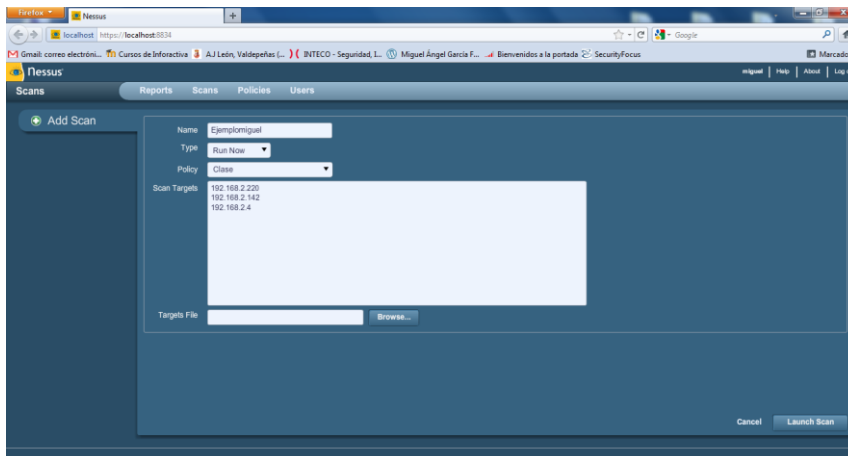 Firefox
Nessus
localhost https://localhost:8834
Google
Gmail: correo electróni... Cursos de Inforactiva AJ León, Valdepeñas (... INTECO - Seguridad, I... Miguel Ángel García F... Bienvenidos a la portada SecurityFocus Marcado
nessus
miguel Help About Log
Scans Reports Scans Policies Users
Add Scan
Name Ejemplomiguel
Type Run Now
Policy Clase
Scan Targets 192.168.2.220
192.168.2.142
192.168.2.4
Targets File Browse...
Cancel Launch Scan